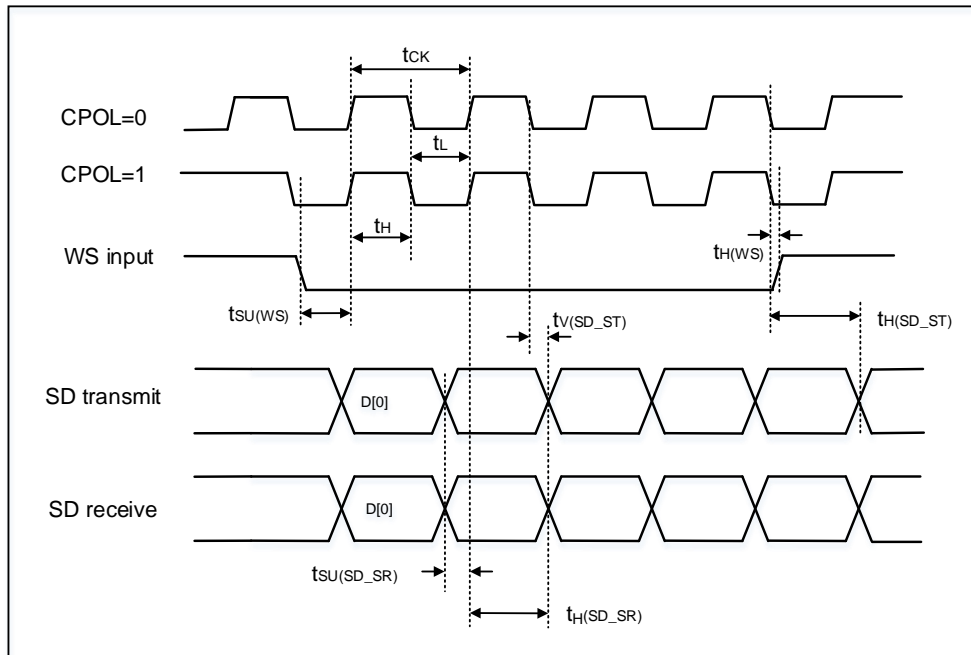 tCK
CPOL=0
tL
CPOL=1
tH
tH(WS)
WS input
tSU(WS)
tV(SD_ST)
tH(SD_ST)
SD transmit
D[0]
SD receive
D[0]
tSU(SD_SR)
tH(SD_SR)